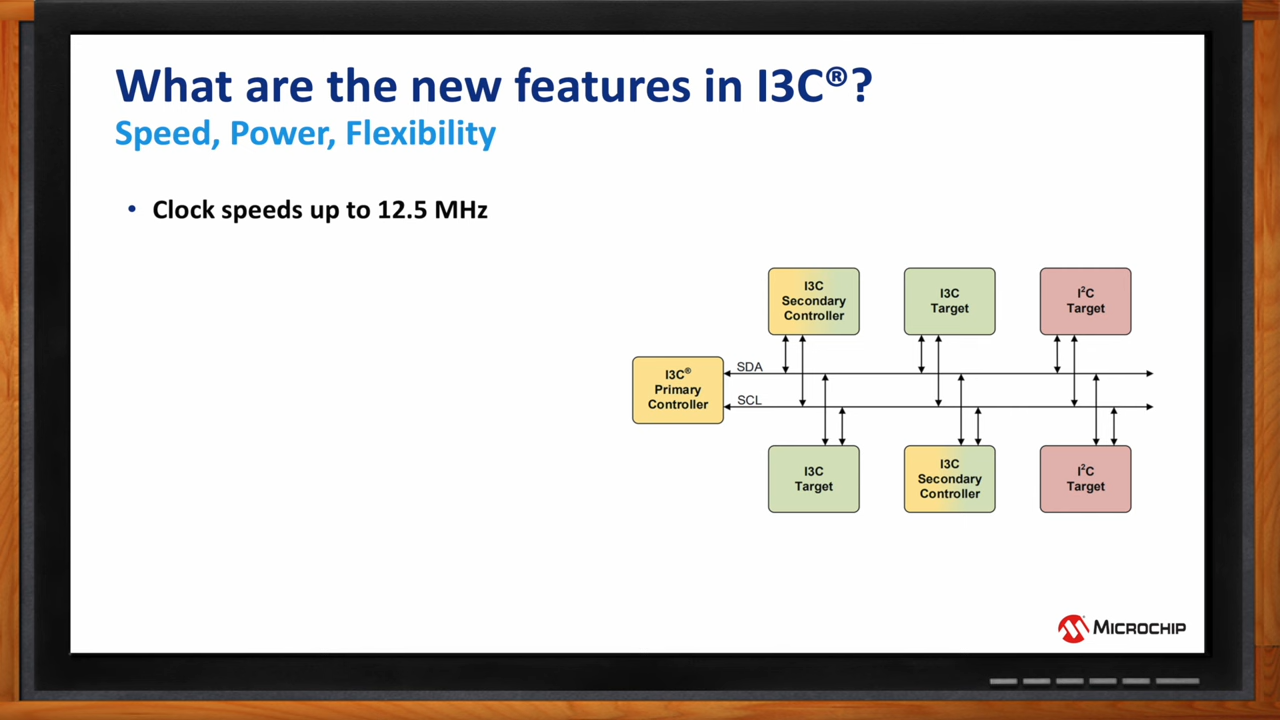 What are the new features in I3C®?
Speed, Power, Flexibility
• Clock speeds up to 12.5 MHz
I3C
Secondary
Controller
I3C
Target
I²C
Target
I3C®
Primary
Controller
SDA
SCL
I3C
Target
I3C
Secondary
Controller
I²C
Target
MICROCHIP